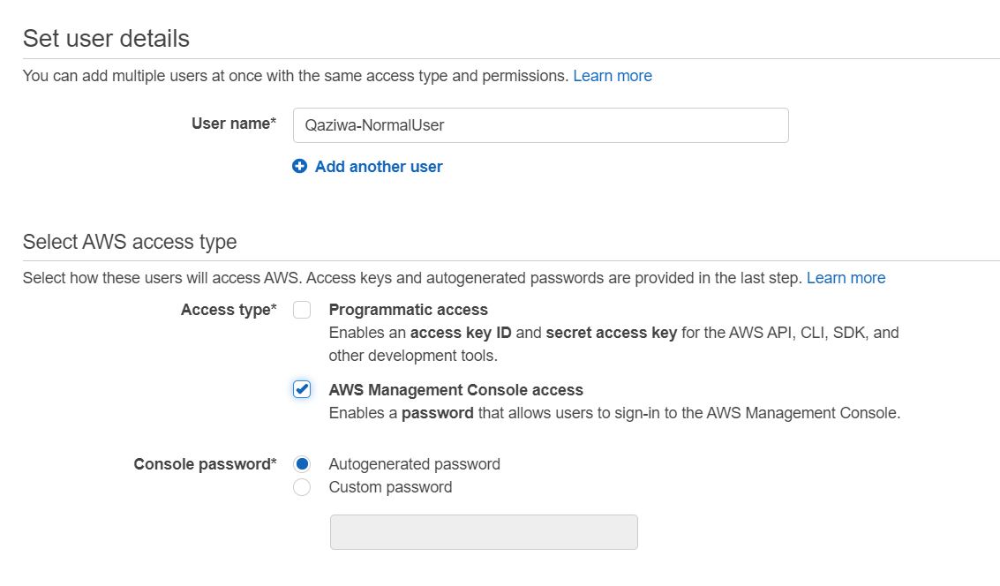 Set user details
You can add multiple users at once with the same access type and permissions. Learn more
User name* Qaziwa-NormalUser
Add another user
Select AWS access type
Select how these users will access AWS. Access keys and autogenerated passwords are provided in the last step. Learn more
Access type* Programmatic access
Enables an access key ID and secret access key for the AWS API, CLI, SDK, and
other development tools.
AWS Management Console access
Enables a password that allows users to sign-in to the AWS Management Console.
Console password* Autogenerated password
Custom password